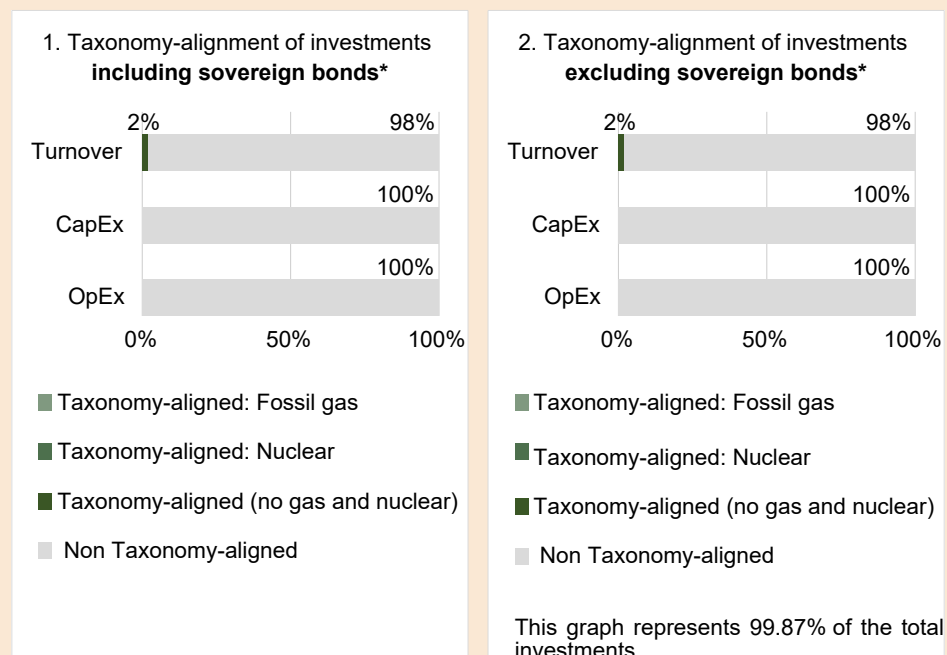 1. Taxonomy-alignment of investments
including sovereign bonds*
2% 98%
Turnover
100%
CapEx
100%
OpEx
0% 50% 100%
Taxonomy-aligned: Fossil gas
Taxonomy-aligned: Nuclear
Taxonomy-aligned (no gas and nuclear)
Non Taxonomy-aligned
2. Taxonomy-alignment of investments
excluding sovereign bonds*
2% 98%
Turnover
100%
CapEx
100%
OpEx
0% 50% 100%
Taxonomy-aligned: Fossil gas
Taxonomy-aligned: Nuclear
Taxonomy-aligned (no gas and nuclear)
Non Taxonomy-aligned
This graph represents 99.87% of the total
investments